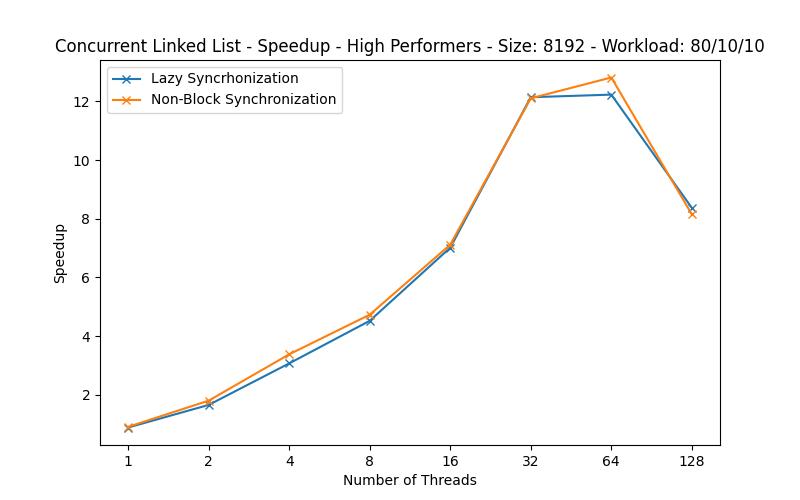 Concurrent Linked List - Speedup - High Performers - Size: 8192 - Workload: 80/10/10
Lazy Syncrhonization
Non-Block Synchronization
12
10
8
6
4
2
Speedup
1 2 4 8 16 32 64 128
Number of Threads